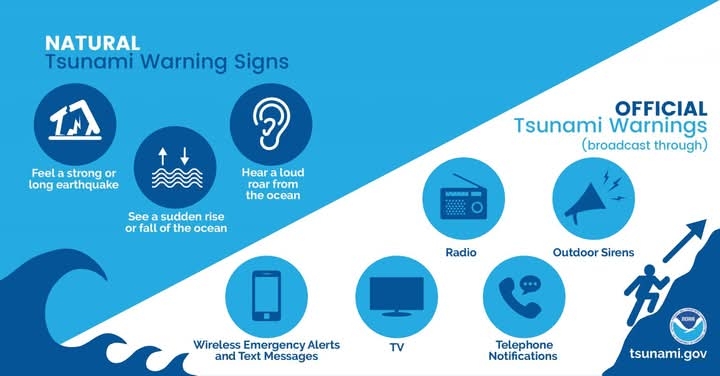 NATURAL
Tsunami Warning Signs
Feel a strong or
long earthquake
See a sudden rise
or fall of the ocean
Hear a loud
roar from
the ocean
OFFICIAL
Tsunami Warnings
(broadcast through)
Radio
Outdoor Sirens
Wireless Emergency Alerts
and Text Messages
TV
Telephone
Notifications
NOAA
tsunami.gov